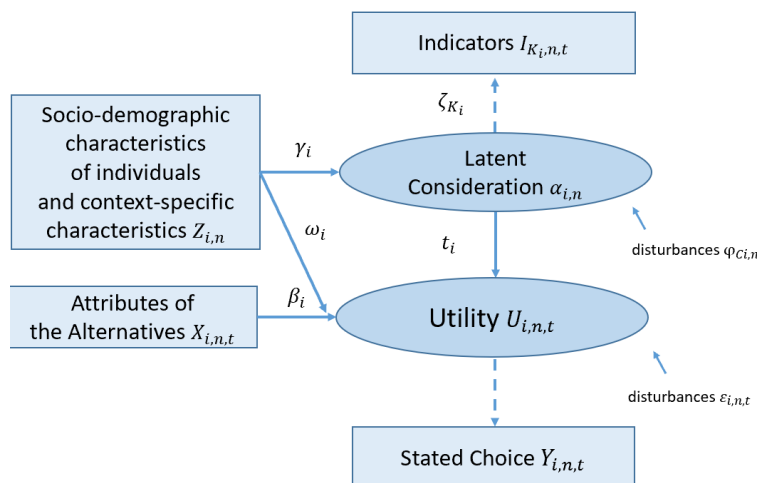 Indicators I_{K_i,n,t}
ζ_{K_i}
Socio-demographic
characteristics
of individuals
and context-specific
characteristics Z_{i,n}
γ_i
Latent
Consideration α_{i,n}
ω_i
t_i
disturbances φ_{Ci,n}
Attributes of
the Alternatives X_{i,n,t}
β_i
Utility U_{i,n,t}
disturbances ε_{i,n,t}
Stated Choice Y_{i,n,t}